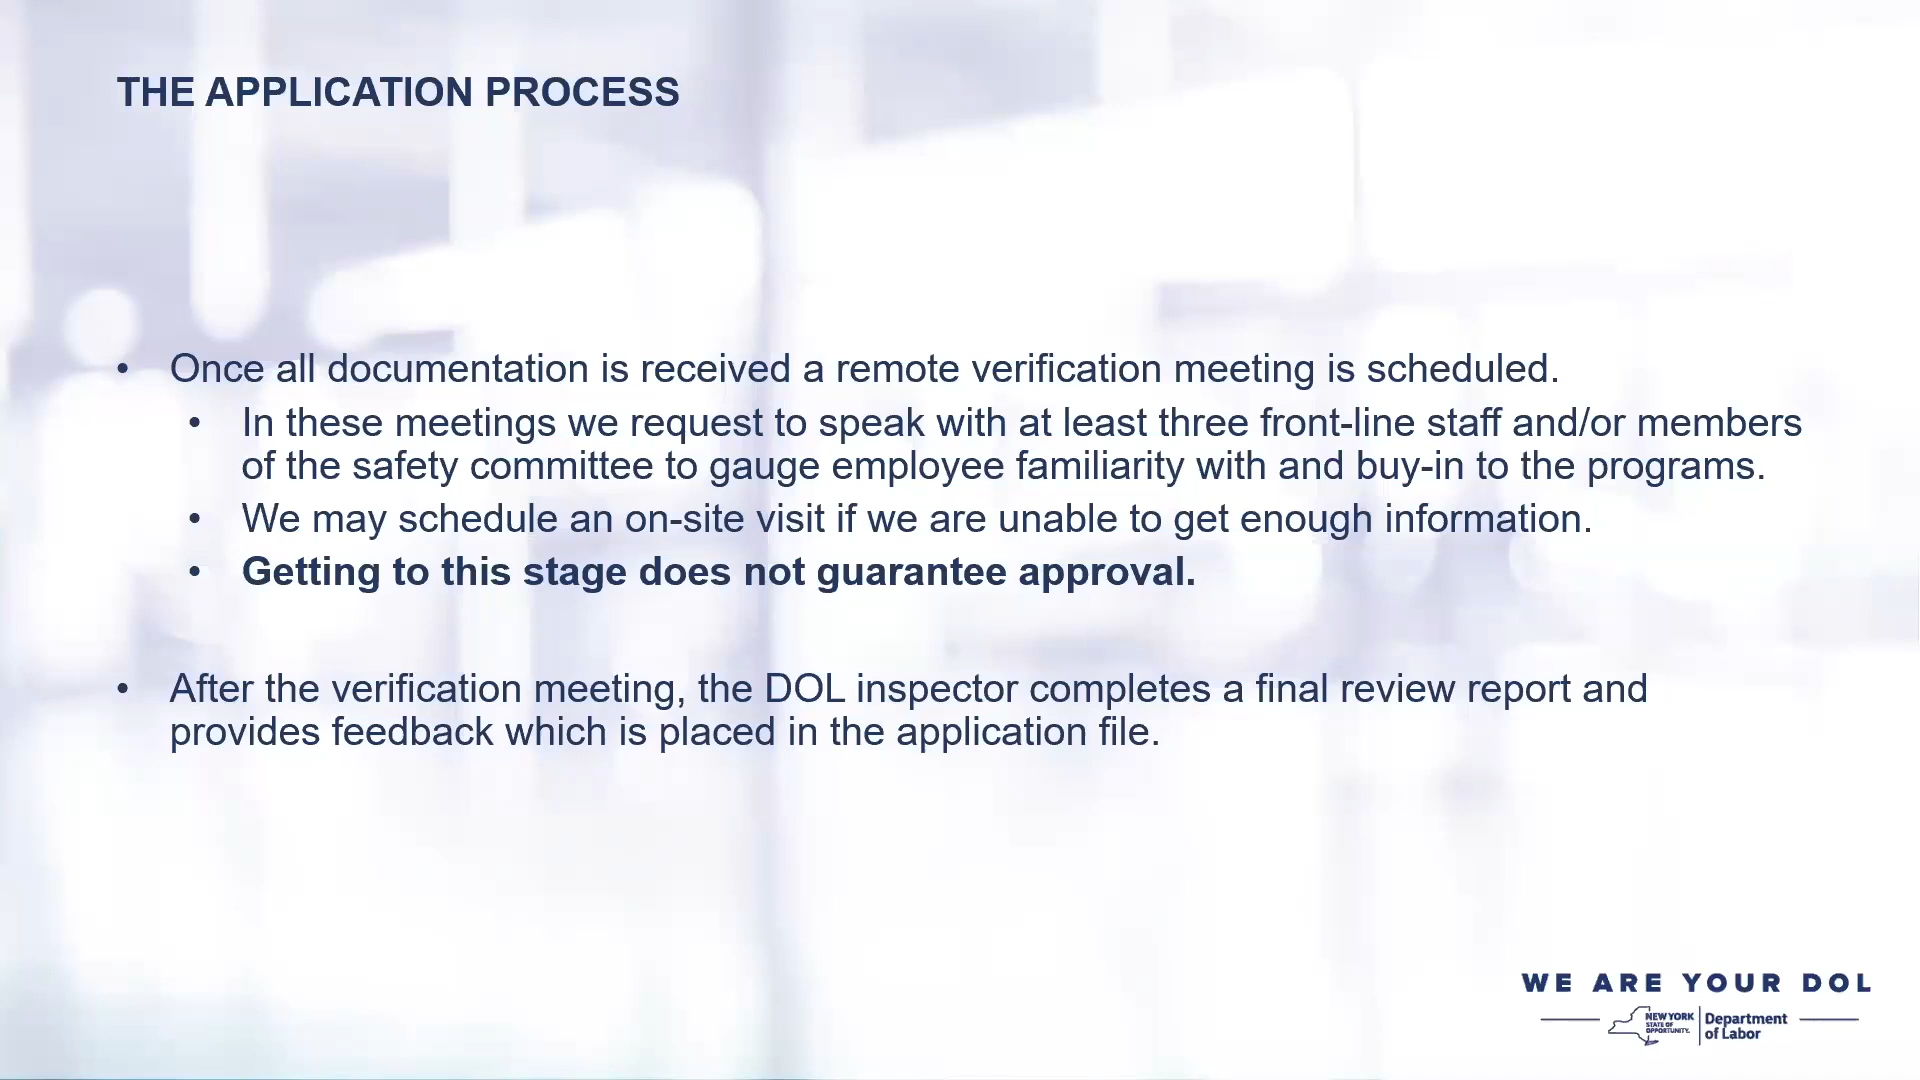 THE APPLICATION PROCESS
• Once all documentation is received a remote verification meeting is scheduled.
• In these meetings we request to speak with at least three front-line staff and/or members
of the safety committee to gauge employee familiarity with and buy-in to the programs.
• We may schedule an on-site visit if we are unable to get enough information.
• Getting to this stage does not guarantee approval.
• After the verification meeting, the DOL inspector completes a final review report and
provides feedback which is placed in the application file.
WE ARE YOUR DOL
NEW YORK
STATE OF
OPPORTUNITY.
Department
of Labor